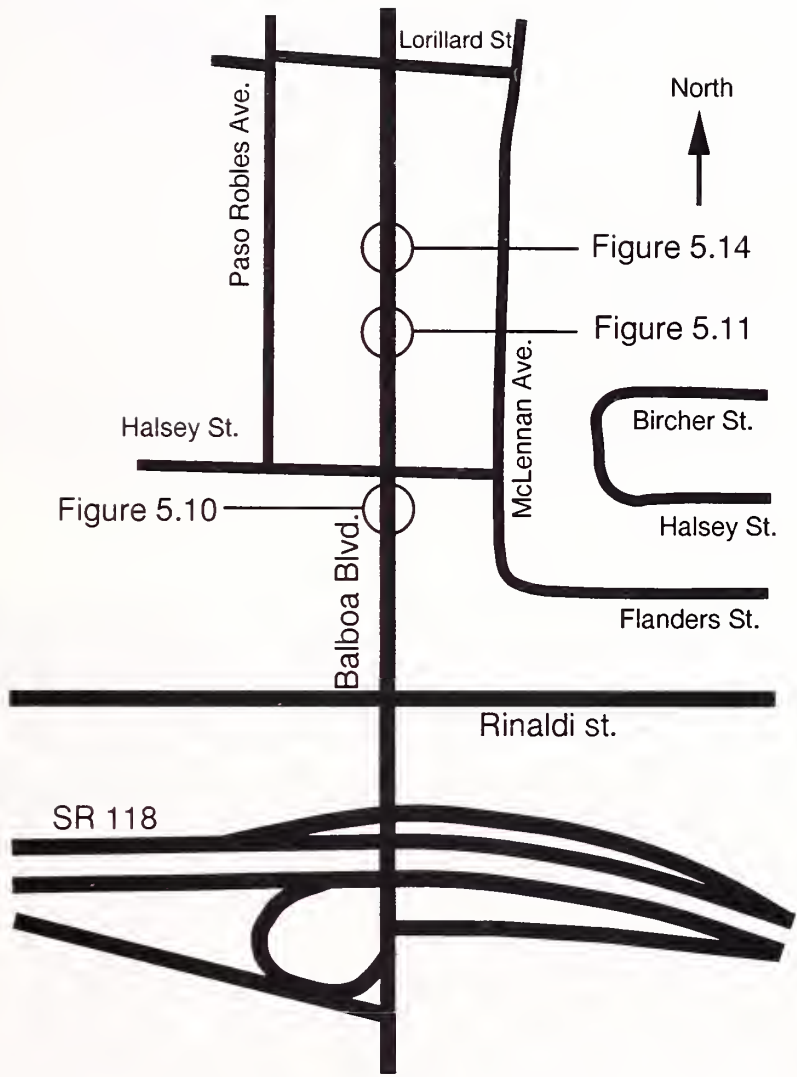 Lorillard St.
North
Paso Robles Ave.
Figure 5.14
Figure 5.11
McLennan Ave.
Bircher St.
Halsey St.
Figure 5.10
Halsey St.
Balboa Blvd.
Flanders St.
Rinaldi st.
SR 118